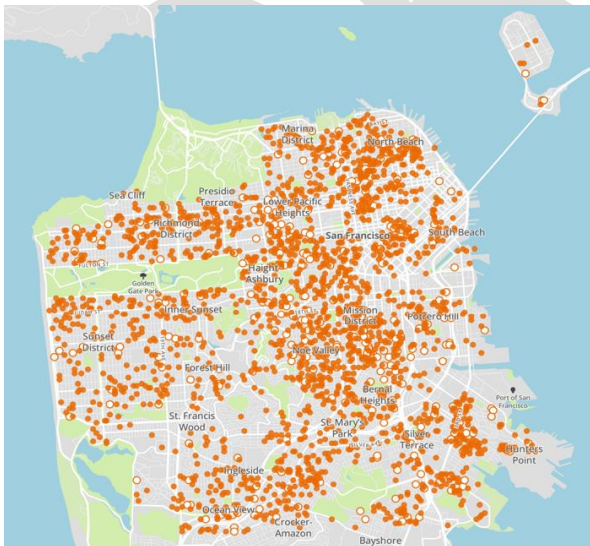 Marina
District
North Beach
Sea Cliff
Presidio
Terrace
Lower Pacific
Heights
Richmond
District
San Francisco
South Beach
FULTON ST
Golden
Gate Park
Haight
Ashbury
Inner Sunset
Mission
District
Potrero Hill
Sunset
District
Noe Valley
Forest Hill
Bernal
Heights
Port of San
Francisco
St. Francis
Wood
St. Mary's
Park
Silver
Terrace
Hunters
Point
Ingleside
Ocean View
Crocker-
Amazon
Bayshore